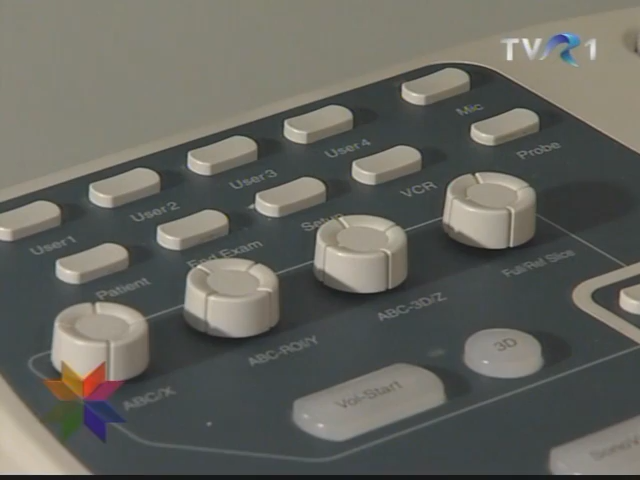 TVR1
Mic
User4
User3
User2
User1
Probe
VCR
Setup
End Exam
Patient
Full Ref Slice
ABC-3D/Z
ABC-ROI/Y
ABC/X
3D
Vol-Start